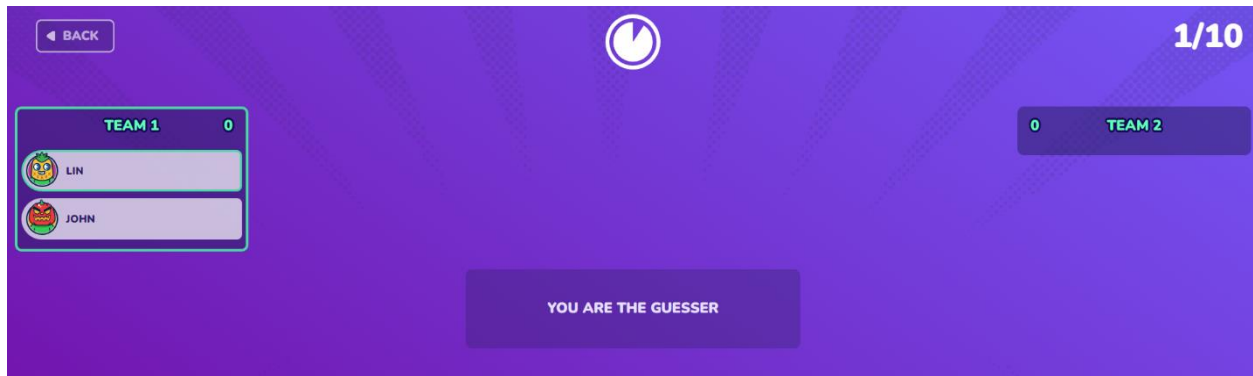 BACK
1/10
TEAM 1 0
LIN
JOHN
0 TEAM 2
YOU ARE THE GUESSER